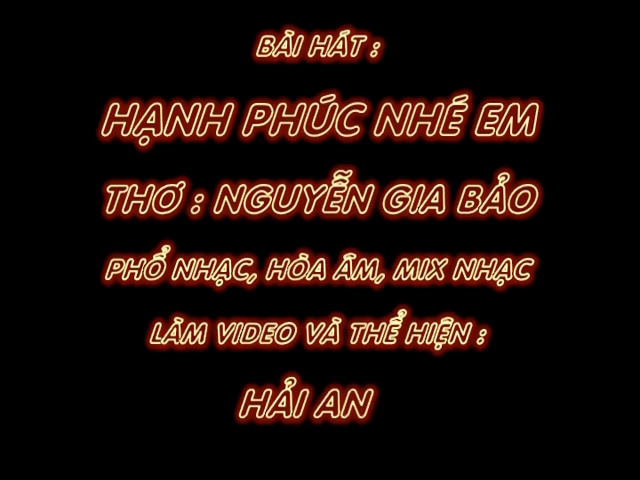 BÀI HÁT :
HẠNH PHÚC NHÉ EM
THƠ : NGUYỄN GIA BẢO
PHỔ NHẠC, HÒA ÂM, MIX NHẠC
LÀM VIDEO VÀ THỂ HIỆN :
HẢI AN